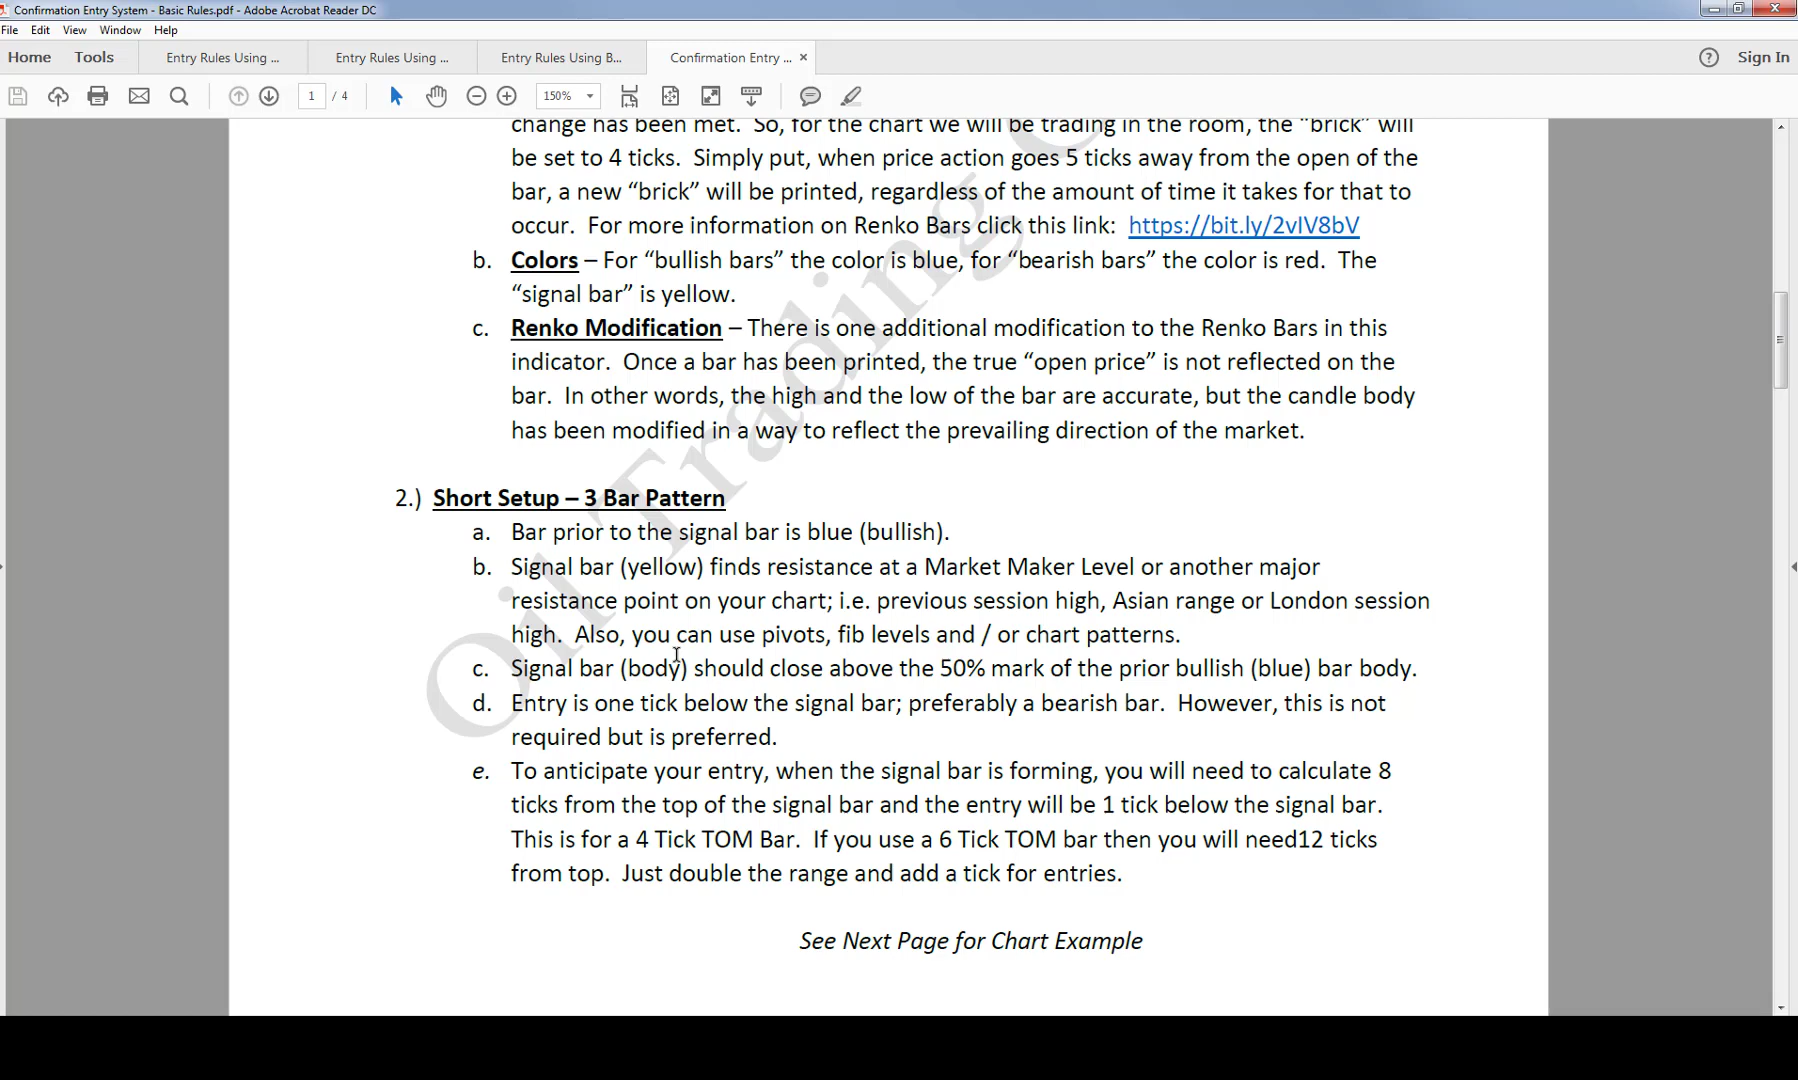 Confirmation Entry System - Basic Rules.pdf - Adobe Acrobat Reader DC
File Edit View Window Help
Home Tools Entry Rules Using ... Entry Rules Using ... Entry Rules Using B... Confirmation Entry ... × ? Sign In
1 / 4 150%
change has been met. So, for the chart we will be trading in the room, the “brick” will
be set to 4 ticks. Simply put, when price action goes 5 ticks away from the open of the
bar, a new “brick” will be printed, regardless of the amount of time it takes for that to
occur. For more information on Renko Bars click this link: https://bit.ly/2vIV8bV
b. Colors – For “bullish bars” the color is blue, for “bearish bars” the color is red. The
“signal bar” is yellow.
c. Renko Modification – There is one additional modification to the Renko Bars in this
indicator. Once a bar has been printed, the true “open price” is not reflected on the
bar. In other words, the high and the low of the bar are accurate, but the candle body
has been modified in a way to reflect the prevailing direction of the market.
2.) Short Setup – 3 Bar Pattern
a. Bar prior to the signal bar is blue (bullish).
b. Signal bar (yellow) finds resistance at a Market Maker Level or another major
resistance point on your chart; i.e. previous session high, Asian range or London session
high. Also, you can use pivots, fib levels and / or chart patterns.
c. Signal bar (body) should close above the 50% mark of the prior bullish (blue) bar body.
d. Entry is one tick below the signal bar; preferably a bearish bar. However, this is not
required but is preferred.
e. To anticipate your entry, when the signal bar is forming, you will need to calculate 8
ticks from the top of the signal bar and the entry will be 1 tick below the signal bar.
This is for a 4 Tick TOM Bar. If you use a 6 Tick TOM bar then you will need12 ticks
from top. Just double the range and add a tick for entries.
See Next Page for Chart Example
Oil Trading